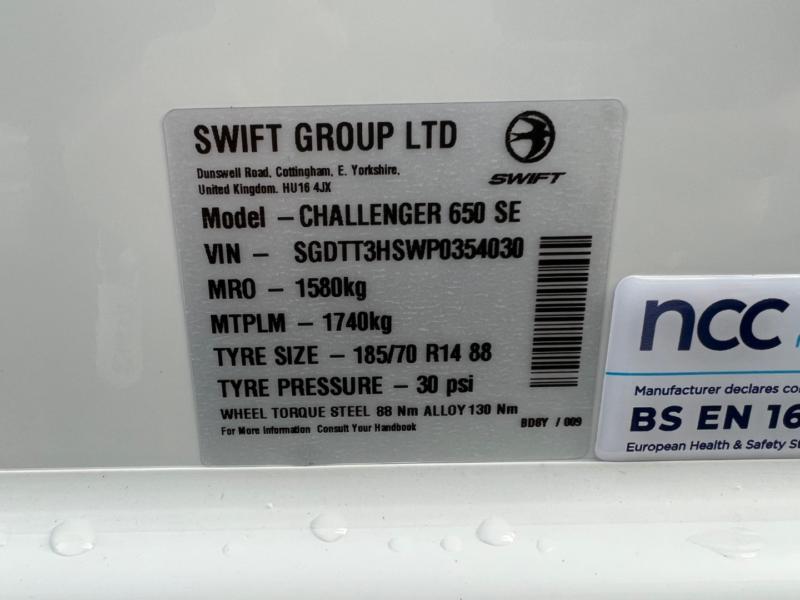 SWIFT GROUP LTD
Dunswell Road, Cottingham, E. Yorkshire,
United Kingdom. HU16 4JX
SWIFT
Model – CHALLENGER 650 SE
VIN – SGDTT3HSWP0354030
MRO – 1580kg
MTPLM – 1740kg
TYRE SIZE – 185/70 R14 88
TYRE PRESSURE – 30 psi
WHEEL TORQUE STEEL 88 Nm ALLOY 130 Nm
For More Information Consult Your Handbook
BD8Y / 009
ncc
Manufacturer declares
BS EN 16
European Health & Safety